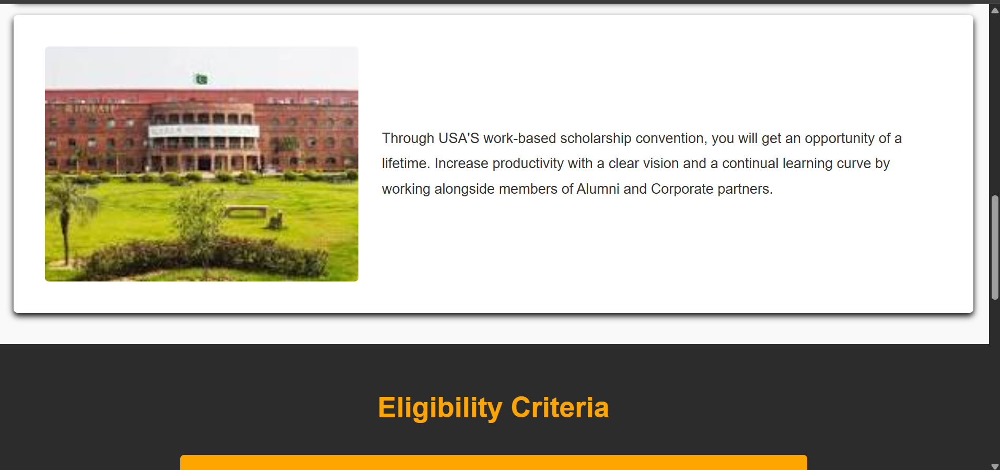 Through USA'S work-based scholarship convention, you will get an opportunity of a
lifetime. Increase productivity with a clear vision and a continual learning curve by
working alongside members of Alumni and Corporate partners.
Eligibility Criteria